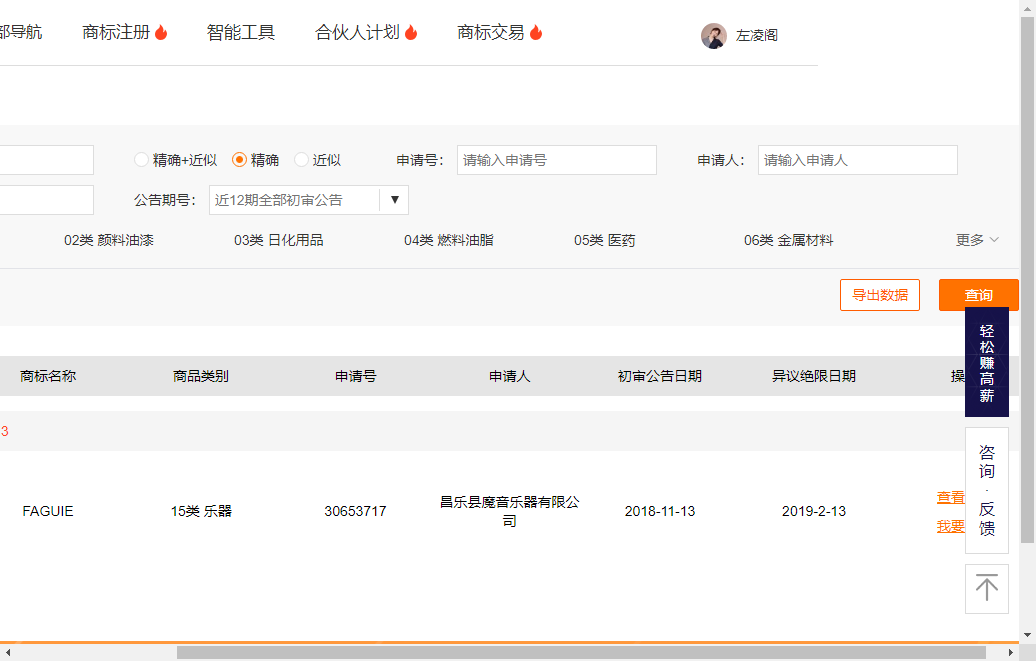 部导航 商标注册 智能工具 合伙人计划 商标交易 左凌阁
精确+近似 精确 近似 申请号： 请输入申请号 申请人： 请输入申请人
公告期号： 近12期全部初审公告 ▼
02类 颜料油漆 03类 日化用品 04类 燃料油脂 05类 医药 06类 金属材料 更多
导出数据 查询
轻松赚高薪
商标名称 商品类别 申请号 申请人 初审公告日期 异议绝限日期 操
3
咨询·反馈
FAGUIE 15类 乐器 30653717 昌乐县魔音乐器有限公 2018-11-13 2019-2-13 查看
司 我要